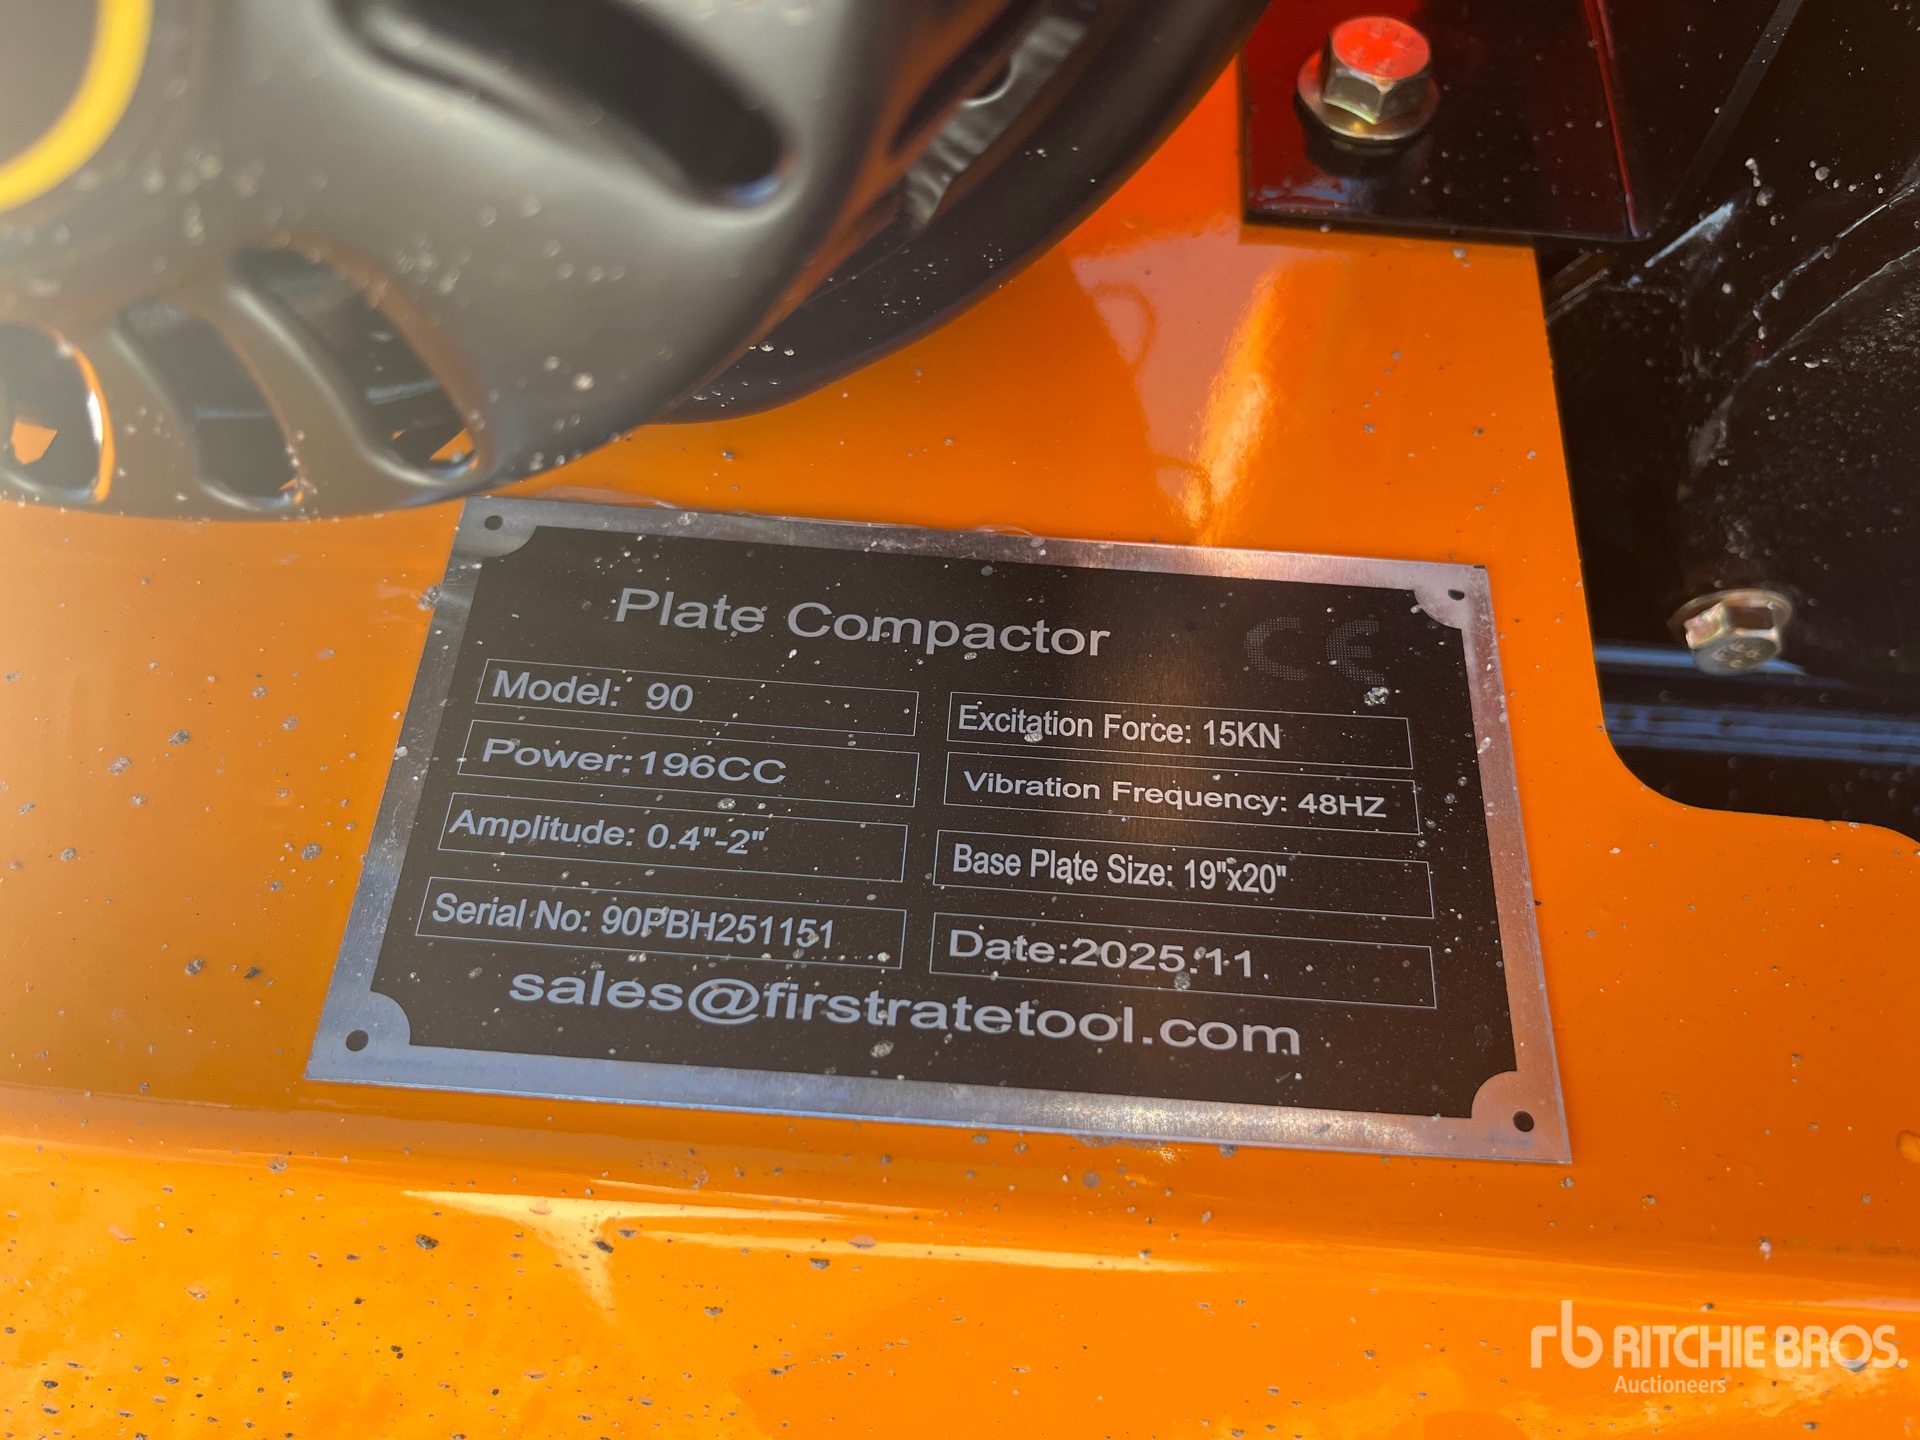 Plate Compactor
CE
Model: 90
Excitation Force: 15KN
Power:196CC
Vibration Frequency: 48HZ
Amplitude: 0.4"-2"
Base Plate Size: 19"x20"
Serial No: 90PBH251151
Date:2025.11
sales@firstratetool.com
rb RITCHIE BROS.
Auctioneers